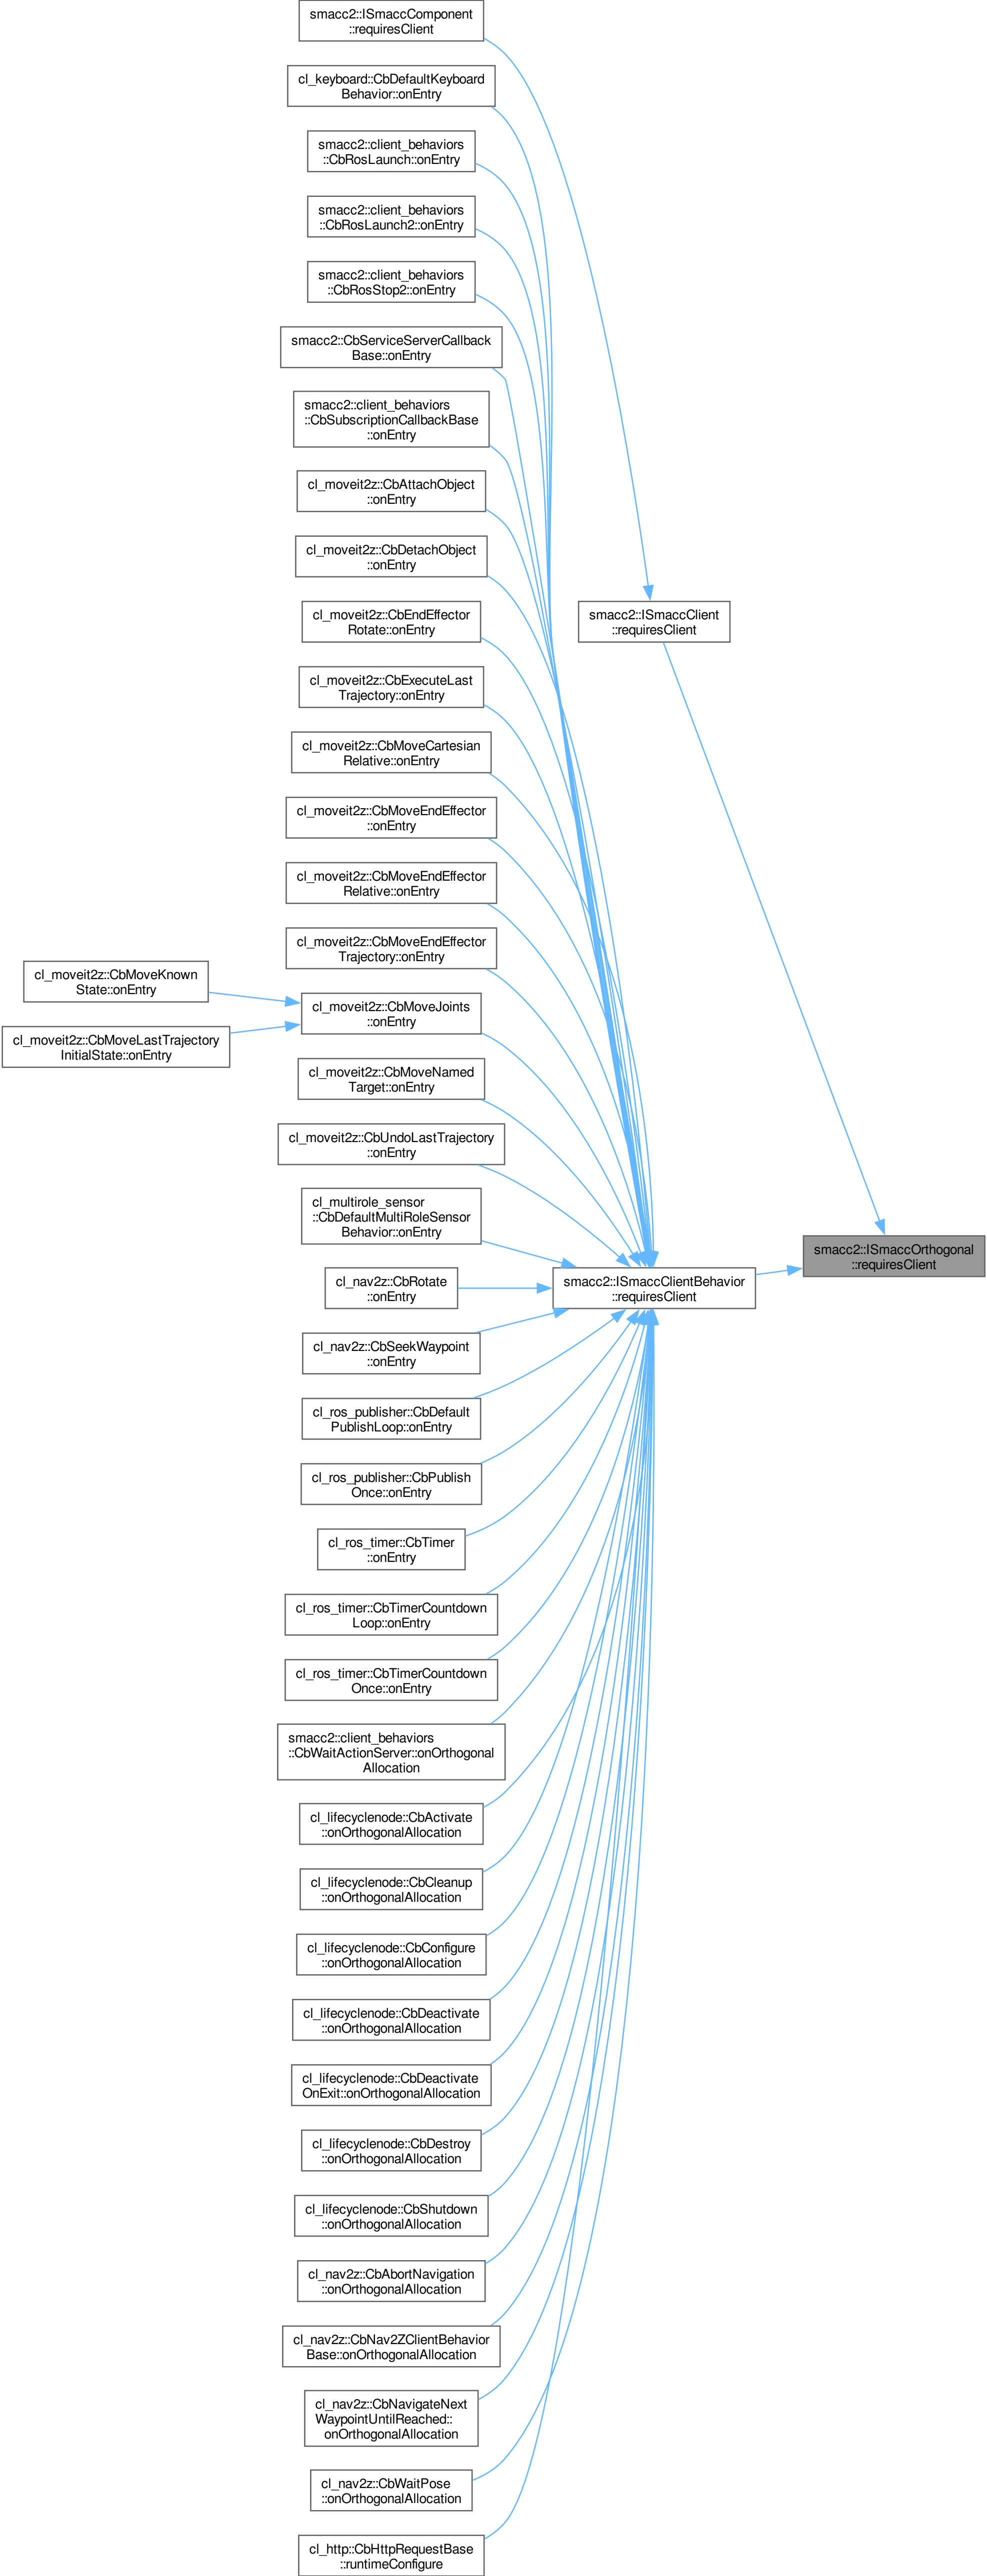 smacc2::ISmaccComponent
::requiresClient
cl_keyboard::CbDefaultKeyboard
Behavior::onEntry
smacc2::client_behaviors
::CbRosLaunch::onEntry
smacc2::client_behaviors
::CbRosLaunch2::onEntry
smacc2::client_behaviors
::CbRosStop2::onEntry
smacc2::CbServiceServerCallback
Base::onEntry
smacc2::client_behaviors
::CbSubscriptionCallbackBase
::onEntry
cl_moveit2z::CbAttachObject
::onEntry
cl_moveit2z::CbDetachObject
::onEntry
cl_moveit2z::CbEndEffector
Rotate::onEntry
smacc2::ISmaccClient
::requiresClient
cl_moveit2z::CbExecuteLast
Trajectory::onEntry
cl_moveit2z::CbMoveCartesian
Relative::onEntry
cl_moveit2z::CbMoveEndEffector
::onEntry
cl_moveit2z::CbMoveEndEffector
Relative::onEntry
cl_moveit2z::CbMoveEndEffector
Trajectory::onEntry
cl_moveit2z::CbMoveKnown
State::onEntry
cl_moveit2z::CbMoveJoints
::onEntry
cl_moveit2z::CbMoveLastTrajectory
InitialState::onEntry
cl_moveit2z::CbMoveNamed
Target::onEntry
cl_moveit2z::CbUndoLastTrajectory
::onEntry
cl_multirole_sensor
::CbDefaultMultiRoleSensor
Behavior::onEntry
smacc2::ISmaccOrthogonal
::requiresClient
cl_nav2z::CbRotate
::onEntry
smacc2::ISmaccClientBehavior
::requiresClient
cl_nav2z::CbSeekWaypoint
::onEntry
cl_ros_publisher::CbDefault
PublishLoop::onEntry
cl_ros_publisher::CbPublish
Once::onEntry
cl_ros_timer::CbTimer
::onEntry
cl_ros_timer::CbTimerCountdown
Loop::onEntry
cl_ros_timer::CbTimerCountdown
Once::onEntry
smacc2::client_behaviors
::CbWaitActionServer::onOrthogonal
Allocation
cl_lifecyclenode::CbActivate
::onOrthogonalAllocation
cl_lifecyclenode::CbCleanup
::onOrthogonalAllocation
cl_lifecyclenode::CbConfigure
::onOrthogonalAllocation
cl_lifecyclenode::CbDeactivate
::onOrthogonalAllocation
cl_lifecyclenode::CbDeactivate
OnExit::onOrthogonalAllocation
cl_lifecyclenode::CbDestroy
::onOrthogonalAllocation
cl_lifecyclenode::CbShutdown
::onOrthogonalAllocation
cl_nav2z::CbAbortNavigation
::onOrthogonalAllocation
cl_nav2z::CbNav2ZClientBehavior
Base::onOrthogonalAllocation
cl_nav2z::CbNavigateNext
WaypointUntilReached::
onOrthogonalAllocation
cl_nav2z::CbWaitPose
::onOrthogonalAllocation
cl_http::CbHttpRequestBase
::runtimeConfigure